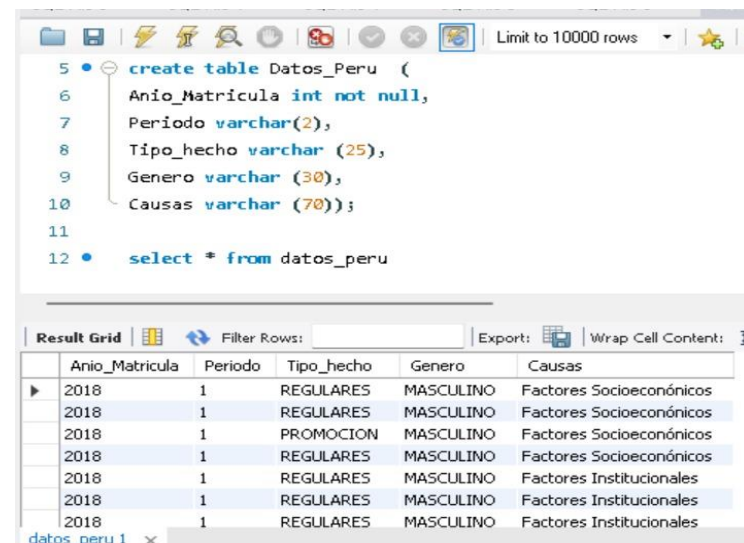 Limit to 10000 rows
5 create table Datos_Peru (
6 Anio_Matricula int not null,
7 Periodo varchar(2),
8 Tipo_hecho varchar (25),
9 Genero varchar (30),
10 Causas varchar (70));
11
12 select * from datos_peru
Result Grid Filter Rows: Export: Wrap Cell Content:
Anio_Matricula Periodo Tipo_hecho Genero Causas
2018 1 REGULARES MASCULINO Factores Socioeconónicos
2018 1 REGULARES MASCULINO Factores Socioeconónicos
2018 1 PROMOCION MASCULINO Factores Socioeconónicos
2018 1 REGULARES MASCULINO Factores Socioeconónicos
2018 1 REGULARES MASCULINO Factores Institucionales
2018 1 REGULARES MASCULINO Factores Institucionales
2018 1 REGULARES MASCULINO Factores Institucionales
datos_peru 1